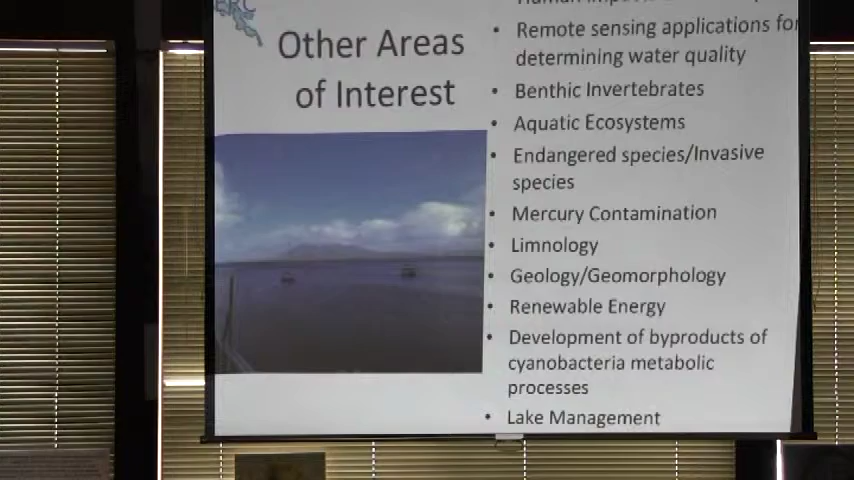 ERC
Other Areas
of Interest
• Remote sensing applications for
determining water quality
• Benthic Invertebrates
• Aquatic Ecosystems
• Endangered species/Invasive
species
• Mercury Contamination
• Limnology
• Geology/Geomorphology
• Renewable Energy
• Development of byproducts of
cyanobacteria metabolic
processes
• Lake Management